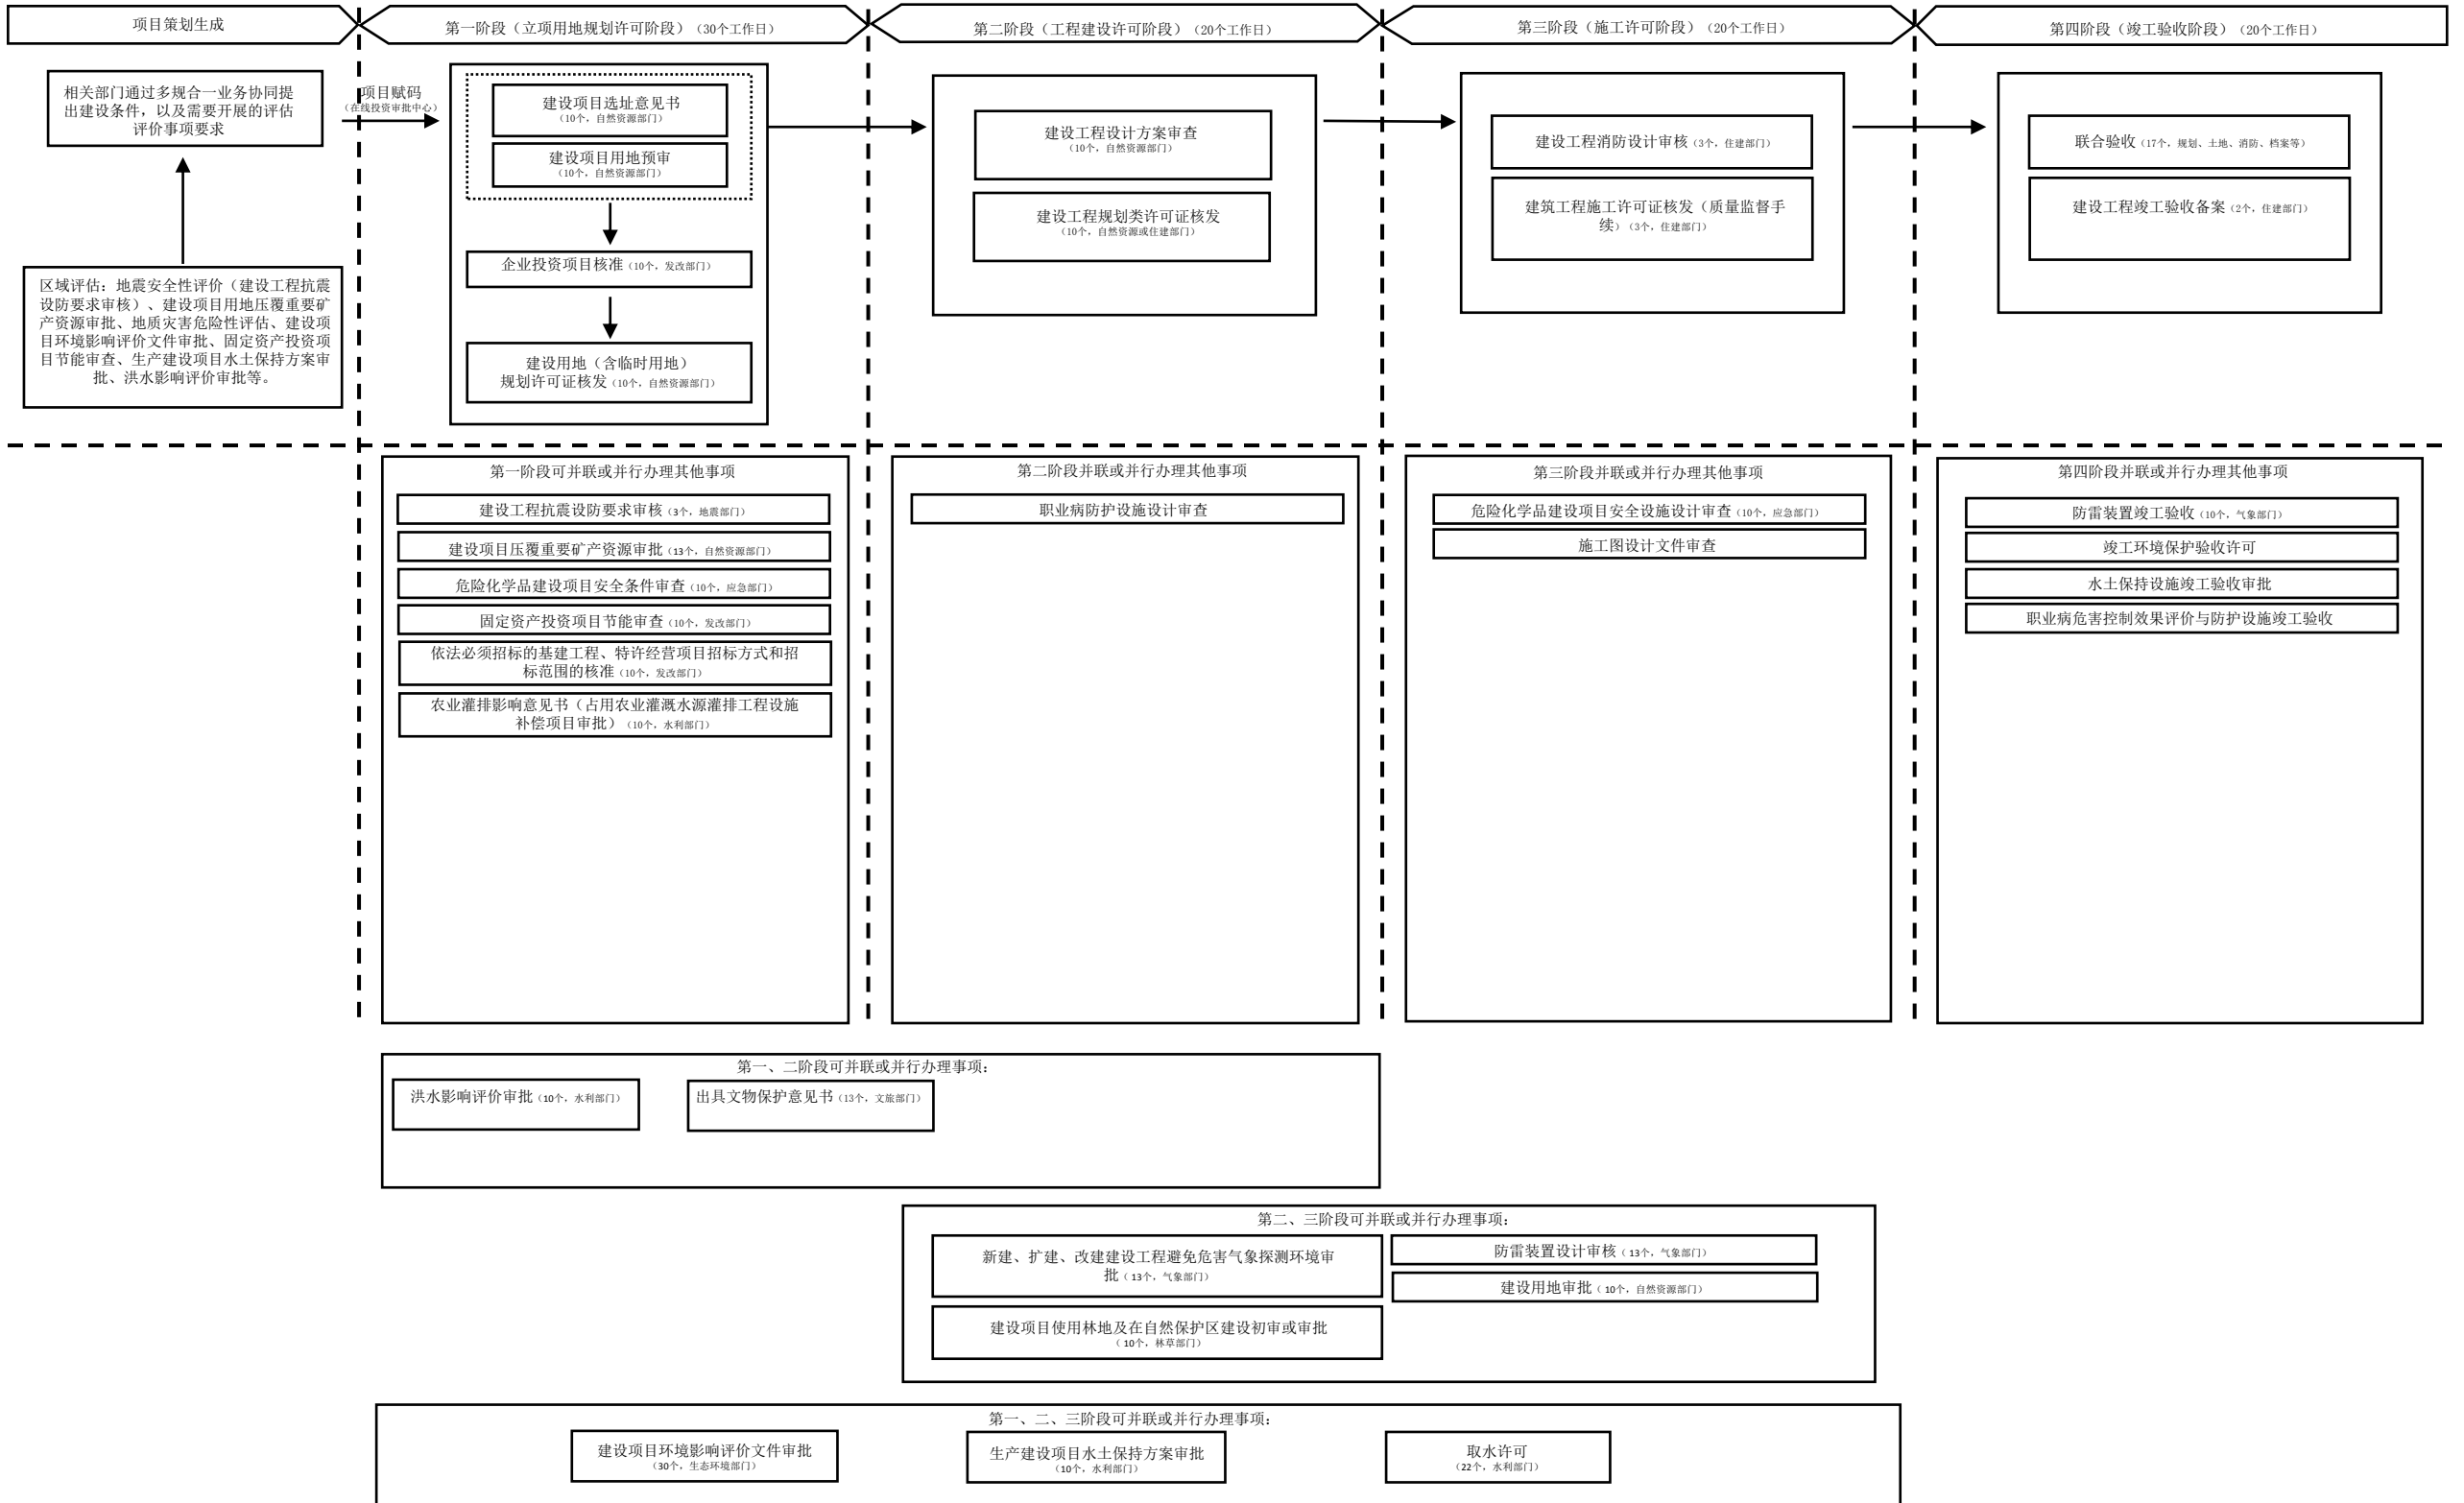 项目策划生成
第一阶段（立项用地规划许可阶段）（30个工作日）
第二阶段（工程建设许可阶段）（20个工作日）
第三阶段（施工许可阶段）（20个工作日）
第四阶段（竣工验收阶段）（20个工作日）
相关部门通过多规合一业务协同提
出建设条件，以及需要开展的评估
评价事项要求
区域评估：地震安全性评价（建设工程抗震
设防要求审核）、建设项目用地压覆重要矿
产资源审批、地质灾害危险性评估、建设项
目环境影响评价文件审批、固定资产投资项
目节能审查、生产建设项目水土保持方案审
批、洪水影响评价审批等。
项目赋码
（在线投资审批中心）
建设项目选址意见书
（10个，自然资源部门）
建设项目用地预审
（10个，自然资源部门）
企业投资项目核准（10个，发改部门）
建设用地（含临时用地）
规划许可证核发（10个，自然资源部门）
建设工程设计方案审查
（10个，自然资源部门）
建设工程规划类许可证核发
（10个，自然资源或住建部门）
建设工程消防设计审核（3个，住建部门）
建筑工程施工许可证核发（质量监督手
续）（3个，住建部门）
联合验收（17个，规划、土地、消防、档案等）
建设工程竣工验收备案（2个，住建部门）
第一阶段可并联或并行办理其他事项
建设工程抗震设防要求审核（3个，地震部门）
建设项目压覆重要矿产资源审批（13个，自然资源部门）
危险化学品建设项目安全条件审查（10个，应急部门）
固定资产投资项目节能审查（10个，发改部门）
依法必须招标的基建工程、特许经营项目招标方式和招
标范围的核准（10个，发改部门）
农业灌排影响意见书（占用农业灌溉水源灌排工程设施
补偿项目审批）（10个，水利部门）
第二阶段并联或并行办理其他事项
职业病防护设施设计审查
第三阶段并联或并行办理其他事项
危险化学品建设项目安全设施设计审查（10个，应急部门）
施工图设计文件审查
第四阶段并联或并行办理其他事项
防雷装置竣工验收（10个，气象部门）
竣工环境保护验收许可
水土保持设施竣工验收审批
职业病危害控制效果评价与防护设施竣工验收
第一、二阶段可并联或并行办理事项：
洪水影响评价审批（10个，水利部门）
出具文物保护意见书（13个，文旅部门）
第二、三阶段可并联或并行办理事项：
新建、扩建、改建建设工程避免危害气象探测环境审
批（ 13个，气象部门）
防雷装置设计审核（ 13个，气象部门）
建设用地审批（ 10个，自然资源部门）
建设项目使用林地及在自然保护区建设初审或审批
（ 10个，林草部门）
第一、二、三阶段可并联或并行办理事项：
建设项目环境影响评价文件审批
（30个，生态环境部门）
生产建设项目水土保持方案审批
（10个，水利部门）
取水许可
（22个，水利部门）